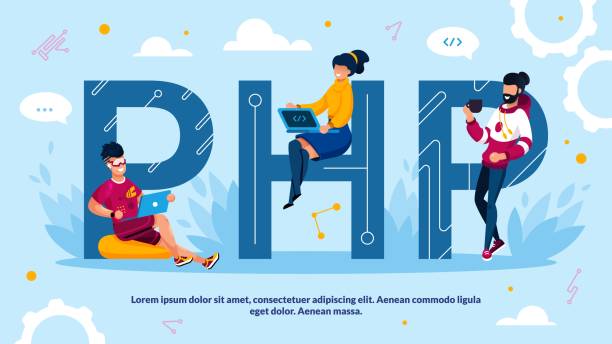 PHP
</>
</>
Lorem ipsum dolor sit amet, consectetuer adipiscing elit. Aenean commodo ligula
eget dolor. Aenean massa.